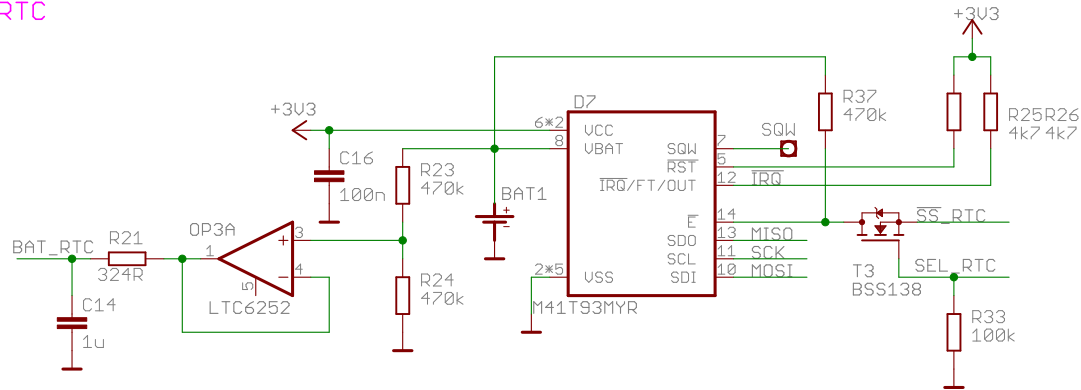 RTC
+3V3
D7
+3V3
6*2
VCC
8
VBAT
SQW
7
SQW
RST
5
IRQ/FT/OUT
12
IRQ
E
14
SDO
13
MISO
SCL
11
SCK
SDI
10
MOSI
2*5
VSS
M41T93MYR
R37
470k
R25R26
4k7 4k7
C16
100n
R23
470k
BAT1
+
-
OP3A
1
+
3
-
4
5
LTC6252
BAT_RTC
R21
324R
C14
1u
R24
470k
SS_RTC
T3
BSS138
SEL_RTC
R33
100k